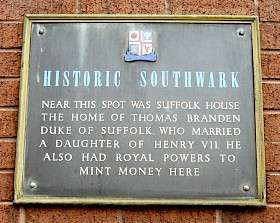 HISTORIC SOUTHWARK
NEAR THIS SPOT WAS SUFFOLK HOUSE
THE HOME OF THOMAS BRANDEN
DUKE OF SUFFOLK WHO MARRIED
A DAUGHTER OF HENRY VII. HE
ALSO HAD ROYAL POWERS TO
MINT MONEY HERE